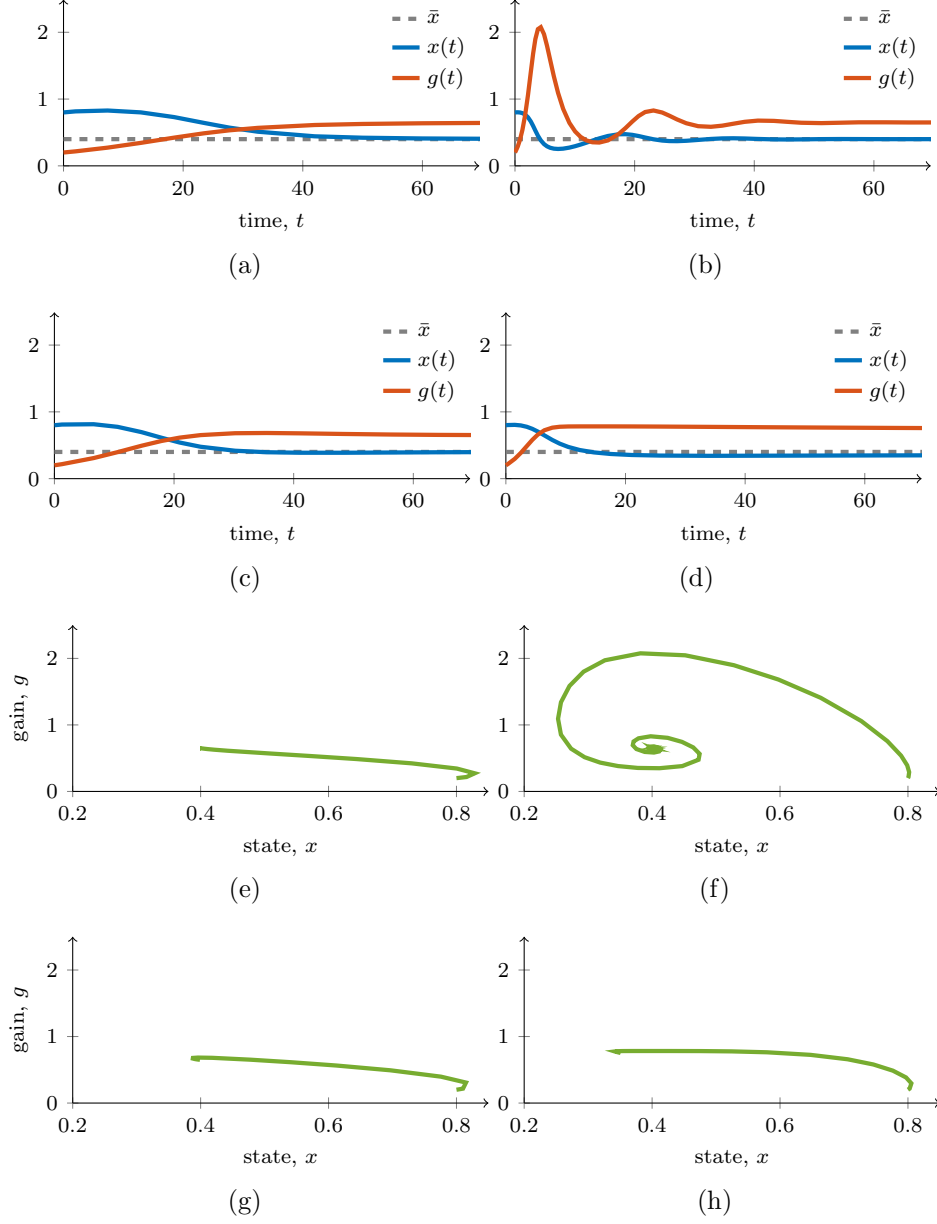 2
1
0
0 20 40 60
time, t
x̄
x(t)
g(t)
(a)
2
1
0
0 20 40 60
time, t
x̄
x(t)
g(t)
(b)
2
1
0
0 20 40 60
time, t
x̄
x(t)
g(t)
(c)
2
1
0
0 20 40 60
time, t
x̄
x(t)
g(t)
(d)
gain, g
2
1
0
0.2 0.4 0.6 0.8
state, x
(e)
2
1
0
0.2 0.4 0.6 0.8
state, x
(f)
gain, g
2
1
0
0.2 0.4 0.6 0.8
state, x
(g)
2
1
0
0.2 0.4 0.6 0.8
state, x
(h)